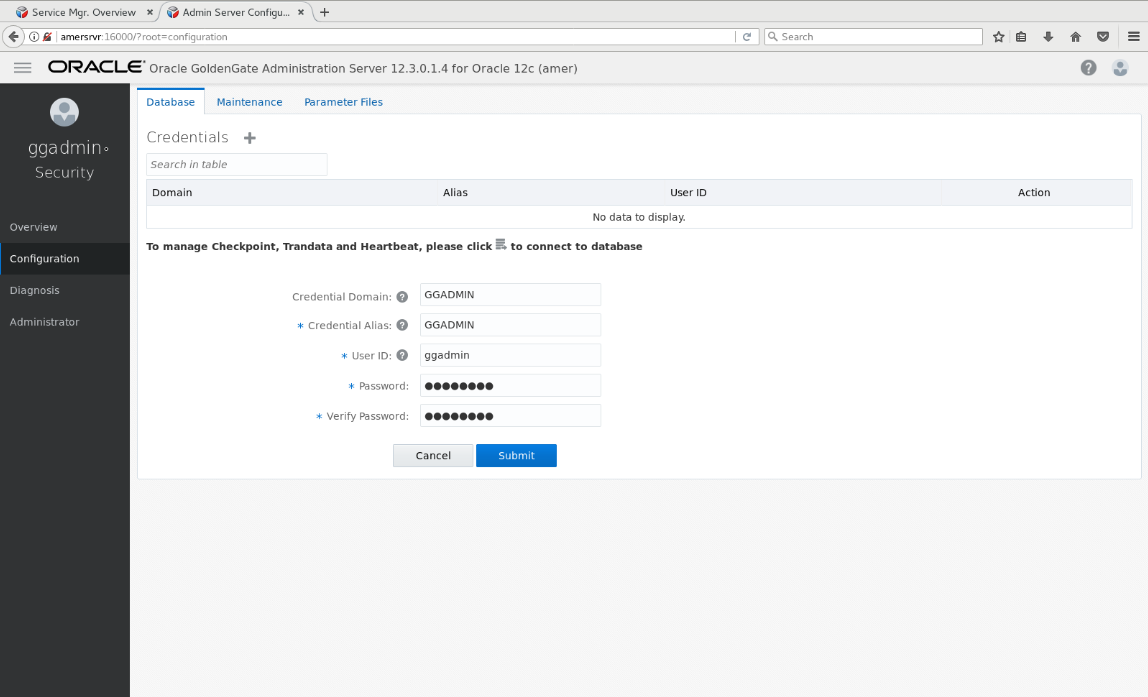 Service Mgr. Overview × Admin Server Configu... × +
amersrvr:16000/?root=configuration Search
ORACLE Oracle GoldenGate Administration Server 12.3.0.1.4 for Oracle 12c (amer)
ggadmin
Security
Overview
Configuration
Diagnosis
Administrator
Database Maintenance Parameter Files
Credentials
Search in table
Domain Alias User ID Action
No data to display.
To manage Checkpoint, Trandata and Heartbeat, please click to connect to database
Credential Domain: GGADMIN
* Credential Alias: GGADMIN
* User ID: ggadmin
* Password: ●●●●●●●●
* Verify Password: ●●●●●●●●
Cancel Submit